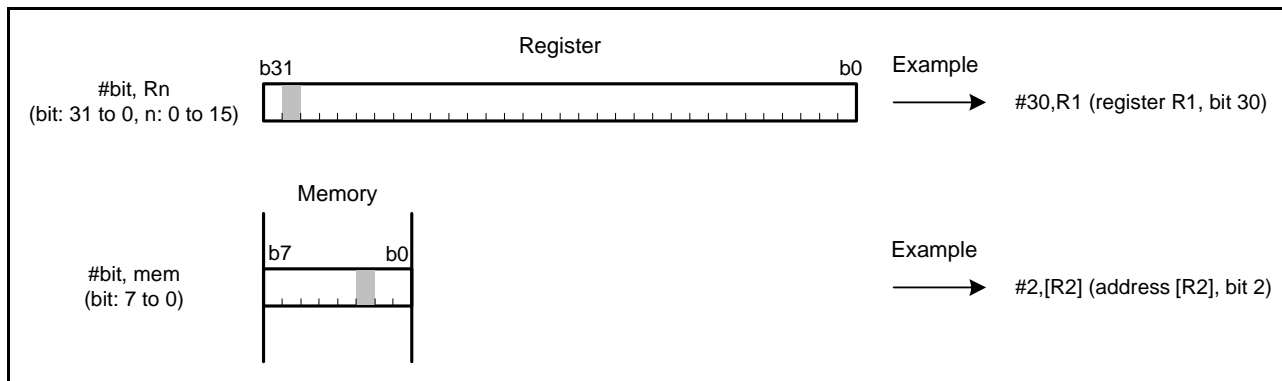 Register
b31
b0
#bit, Rn
(bit: 31 to 0, n: 0 to 15)
Example
#30,R1 (register R1, bit 30)
Memory
b7
b0
#bit, mem
(bit: 7 to 0)
Example
#2,[R2] (address [R2], bit 2)